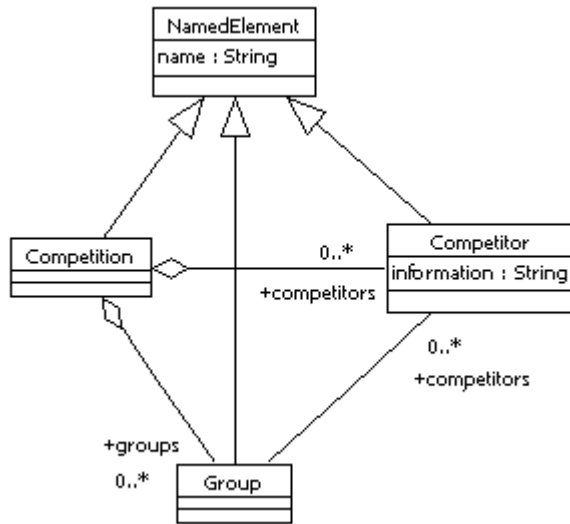 NamedElement
name : String
Competition
0..*
+competitors
Competitor
information : String
0..*
+competitors
+groups
0..*
Group